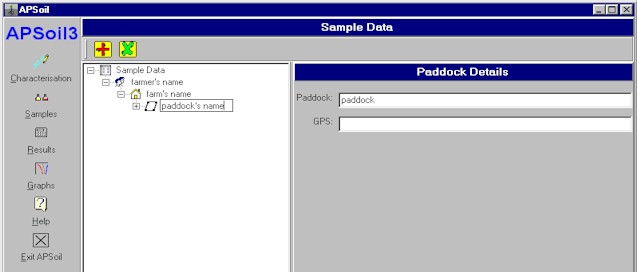 APSoil
APSoil3
Sample Data
Characterisation
Samples
Results
Graphs
Help
Exit APSoil
Sample Data
farmer's name
farm's name
paddock's name
Paddock Details
Paddock: paddock
GPS: